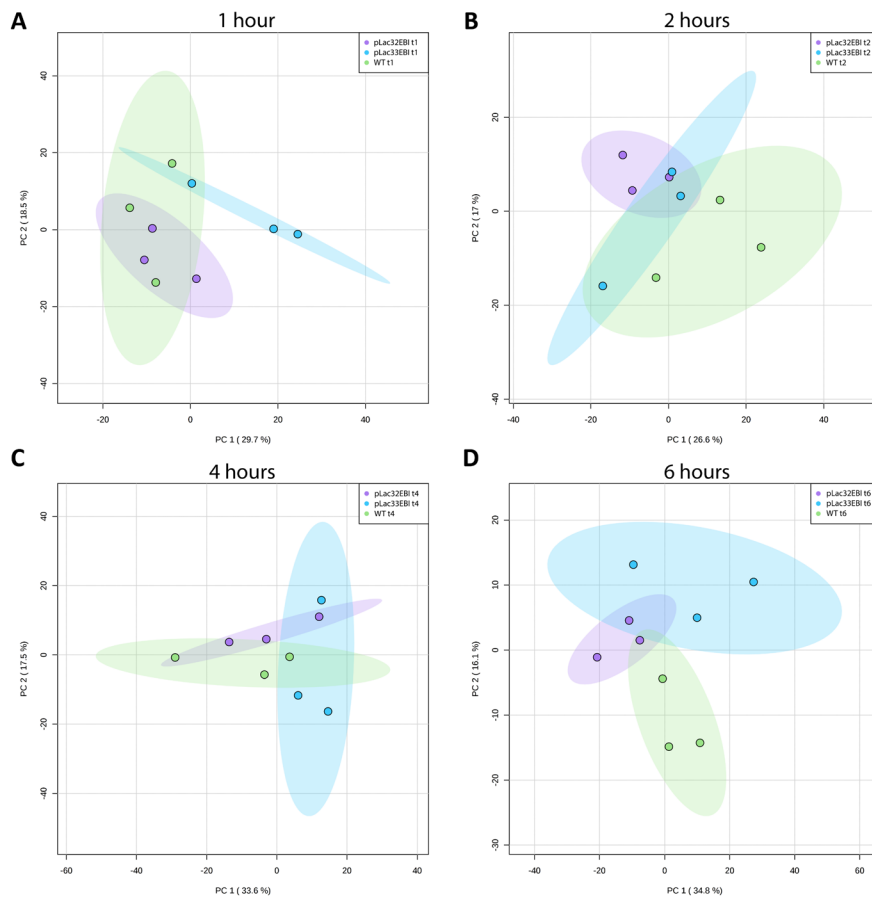 A
1 hour
pLac32EBI t1
pLac33EBI t1
WT t1
40
20
0
-20
-40
PC 2 ( 18.5 %)
-20
0
20
40
PC 1 ( 29.7 %)
B
2 hours
pLac32EBI t2
pLac33EBI t2
WT t2
20
0
-20
-40
PC 2 ( 17 %)
-40
-20
0
20
40
PC 1 ( 26.6 %)
C
4 hours
pLac32EBI t4
pLac33EBI t4
WT t4
40
20
0
-20
-40
PC 2 ( 17.5 %)
-60
-40
-20
0
20
40
PC 1 ( 33.6 %)
D
6 hours
pLac32EBI t6
pLac33EBI t6
WT t6
20
10
0
-10
-20
-30
PC 2 ( 16.1 %)
-40
-20
0
20
40
60
PC 1 ( 34.8 %)